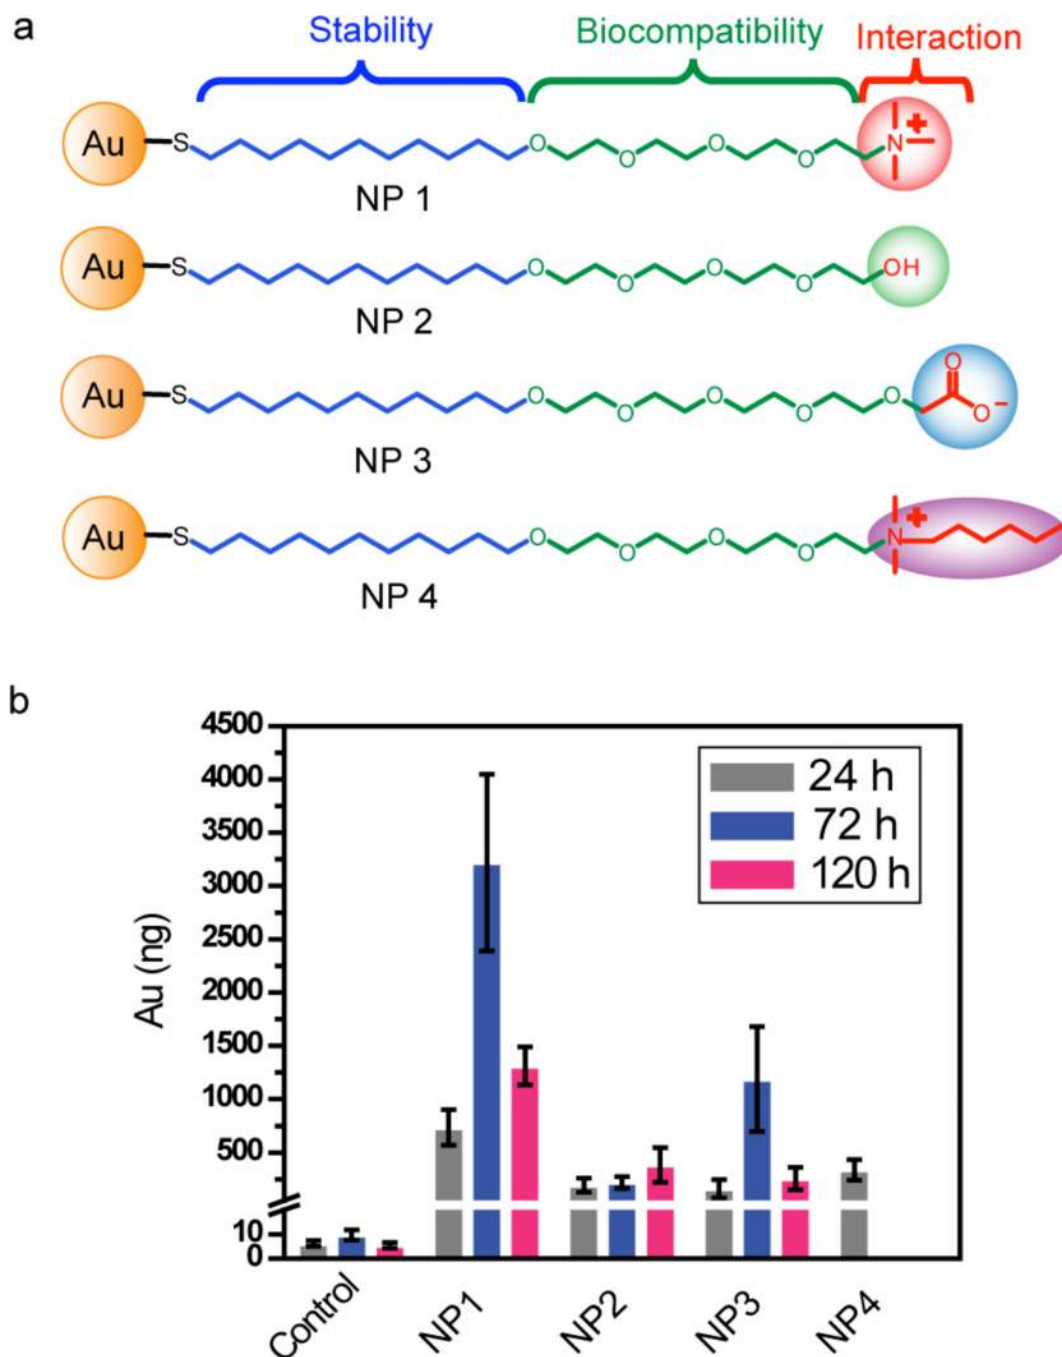 a
Stability Biocompatibility Interaction
Au S O O O O N +
NP 1
Au S O O O O OH
NP 2
Au S O O O O O O O −
NP 3
Au S O O O O N +
NP 4
b
4500
4000
3500
3000
2500
2000
1500
1000
500
10
0
Au (ng)
24 h
72 h
120 h
Control NP1 NP2 NP3 NP4